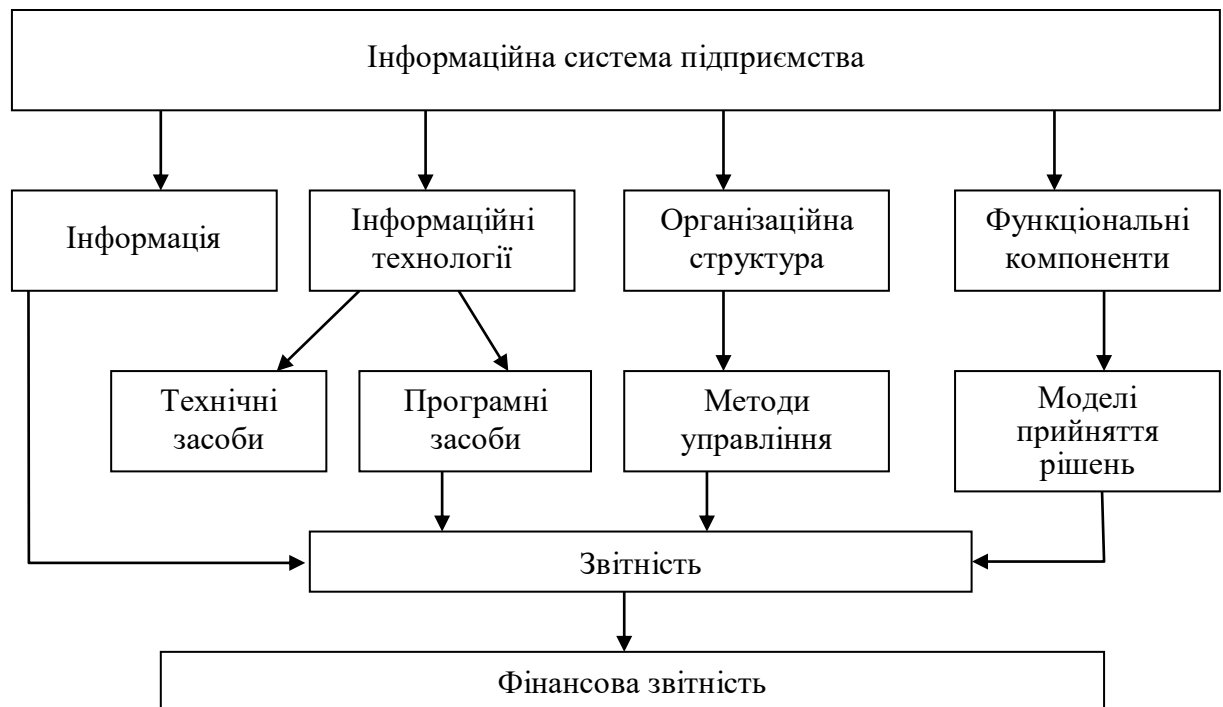 Інформаційна система підприємства
Інформація
Інформаційні
технології
Організаційна
структура
Функціональні
компоненти
Технічні
засоби
Програмні
засоби
Методи
управління
Моделі
прийняття
рішень
Звітність
Фінансова звітність